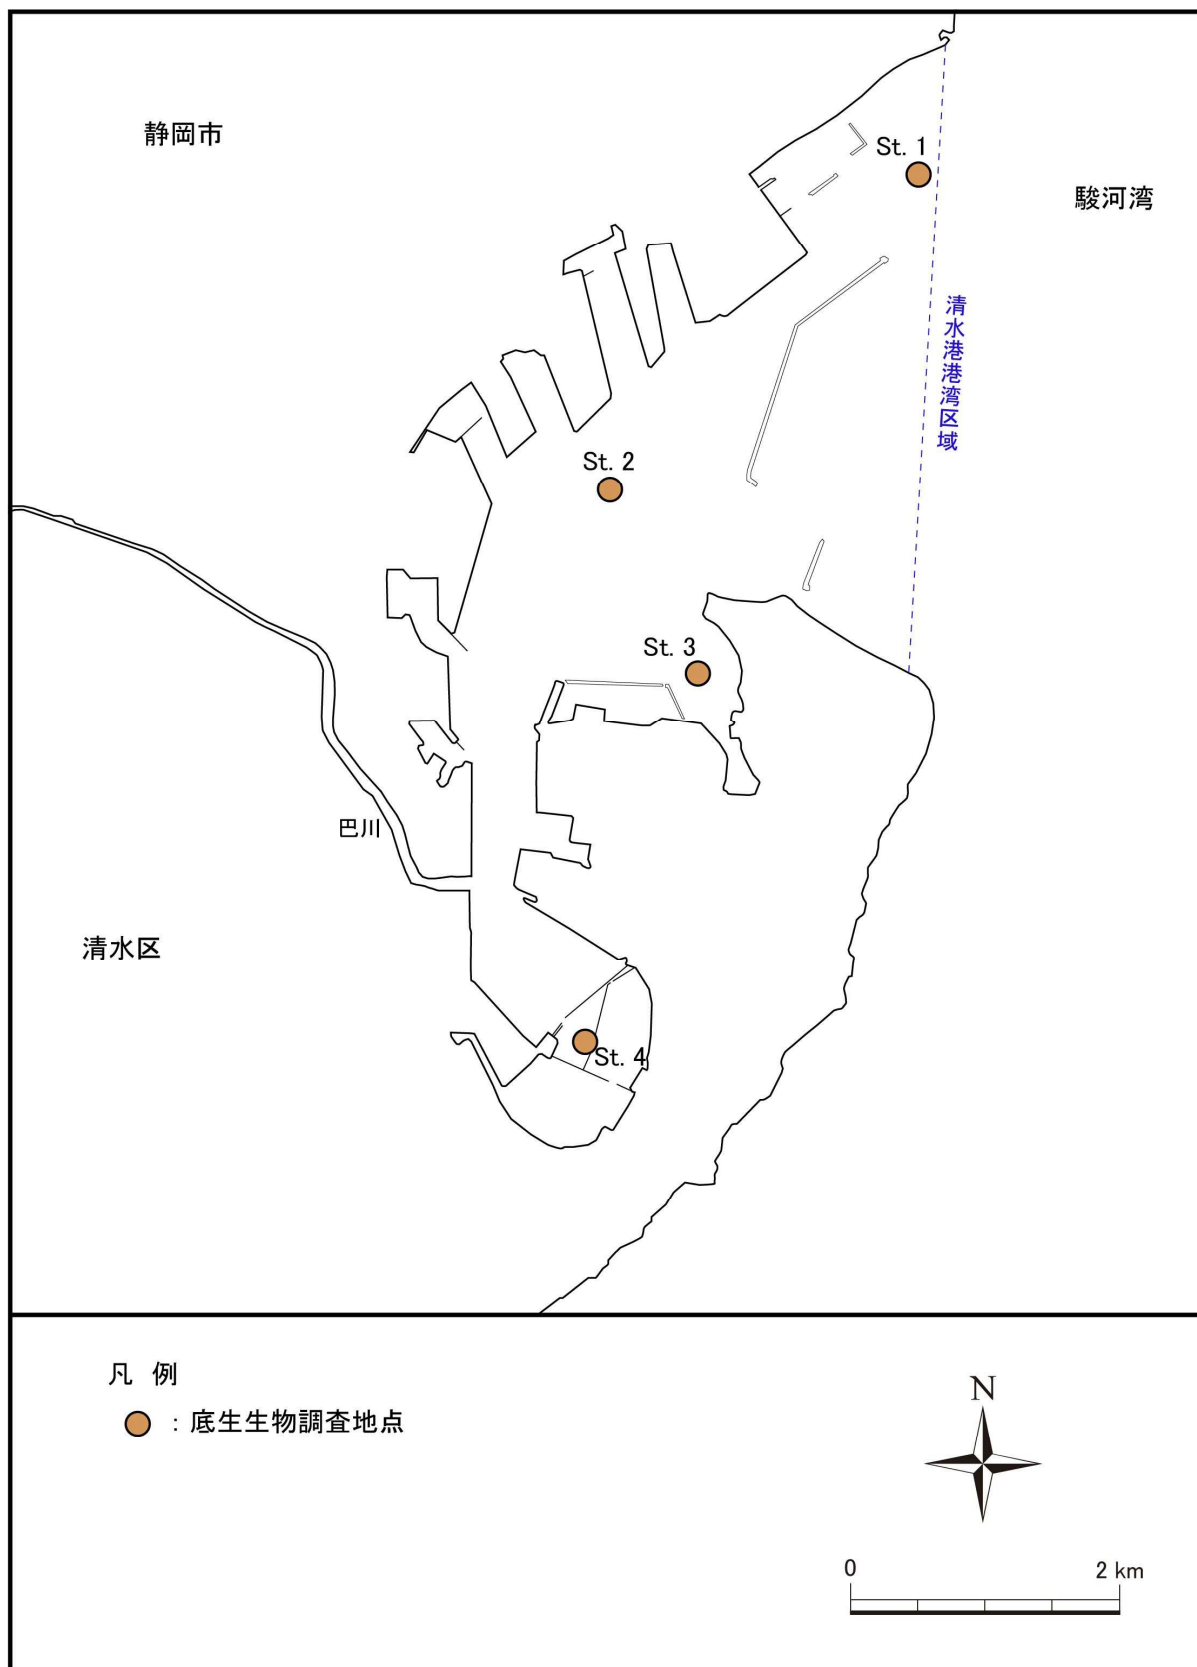 静岡市
St. 1
駿河湾
清水港港湾区域
St. 2
St. 3
巴川
清水区
St. 4
凡 例
：底生生物調査地点
N
0
2 km